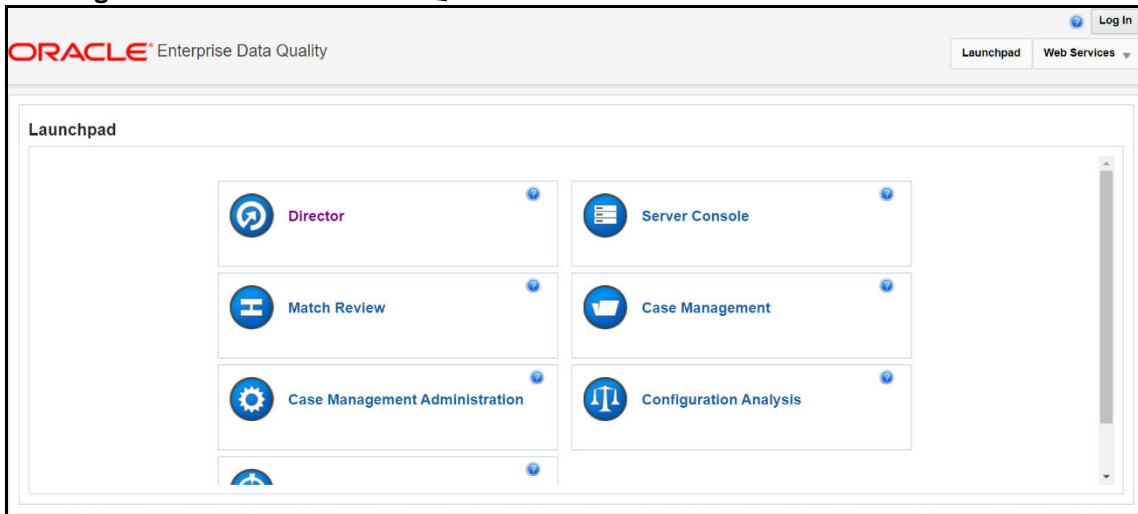 Log In
ORACLE Enterprise Data Quality
Launchpad Web Services
Launchpad
Director
Server Console
Match Review
Case Management
Case Management Administration
Configuration Analysis